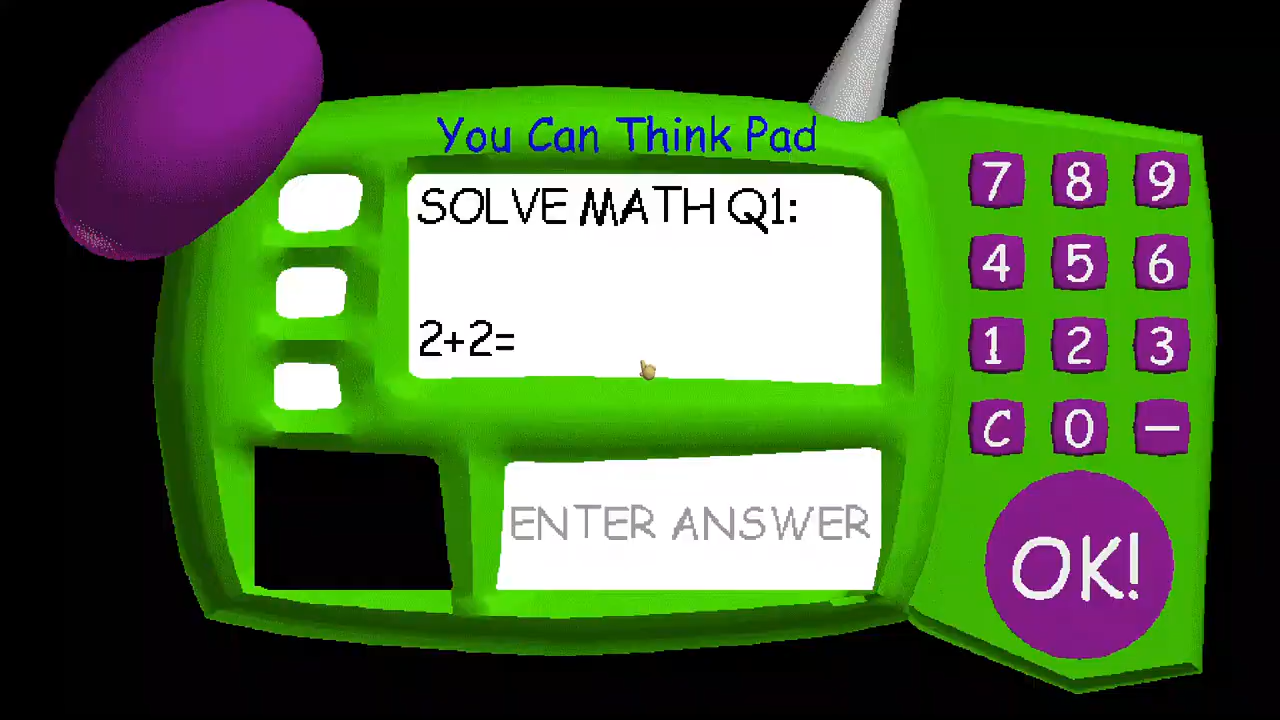 You Can Think Pad
SOLVE MATH Q1:
2+2=
ENTER ANSWER
7 8 9
4 5 6
1 2 3
C 0 −
OK!